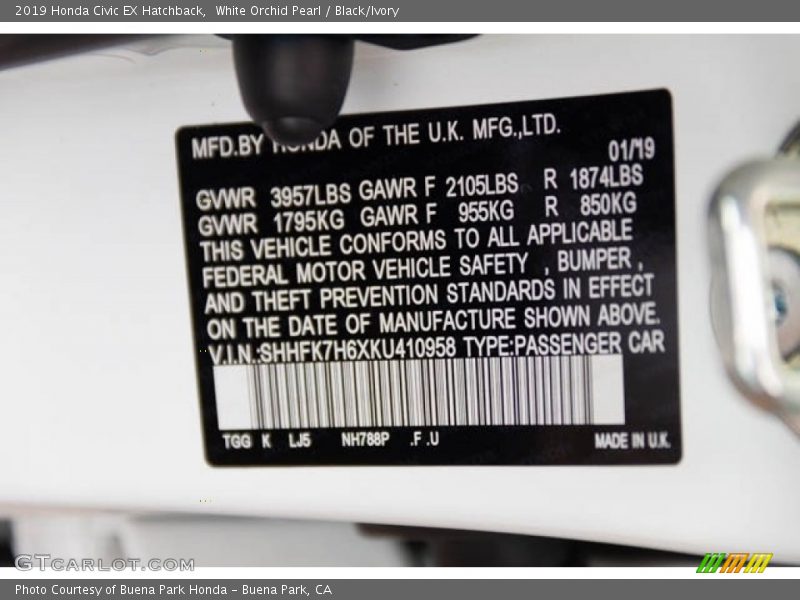 2019 Honda Civic EX Hatchback,  White Orchid Pearl / Black/Ivory
MFD.BY HONDA OF THE U.K. MFG.,LTD.
01/19
GVWR 3957LBS GAWR F 2105LBS R 1874LBS
GVWR 1795KG GAWR F 955KG R 850KG
THIS VEHICLE CONFORMS TO ALL APPLICABLE
FEDERAL MOTOR VEHICLE SAFETY , BUMPER ,
AND THEFT PREVENTION STANDARDS IN EFFECT
ON THE DATE OF MANUFACTURE SHOWN ABOVE.
V.I.N.:SHHFK7H6XKU410958 TYPE:PASSENGER CAR
TGG K LJ5 NH788P .F .U MADE IN U.K.
GTCARLOT.COM
Photo Courtesy of Buena Park Honda – Buena Park, CA